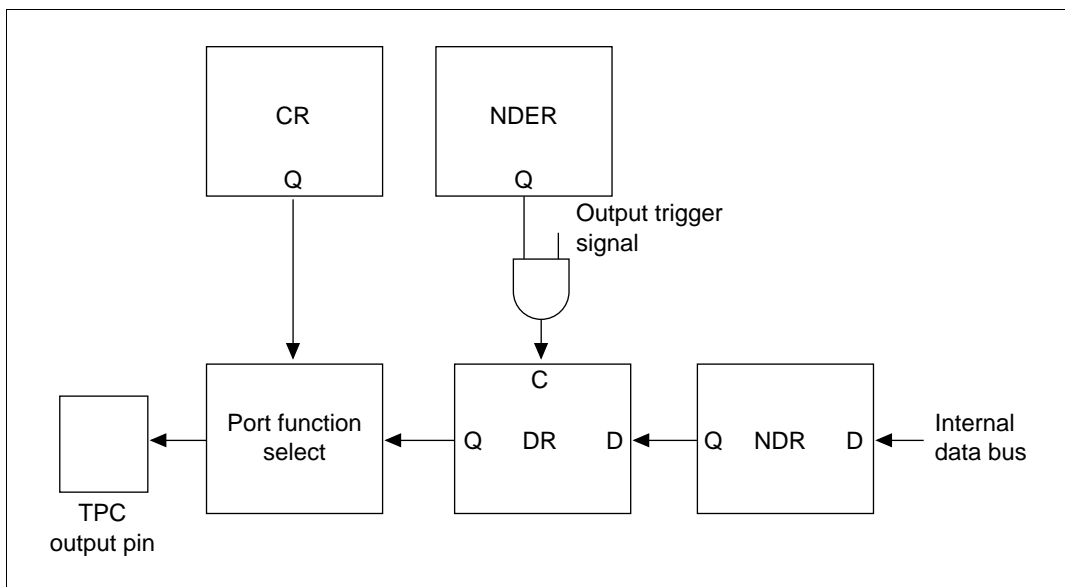 CR
Q
NDER
Q
Output trigger
signal
C
Port function
select
Q DR D
Q NDR D
Internal
data bus
TPC
output pin